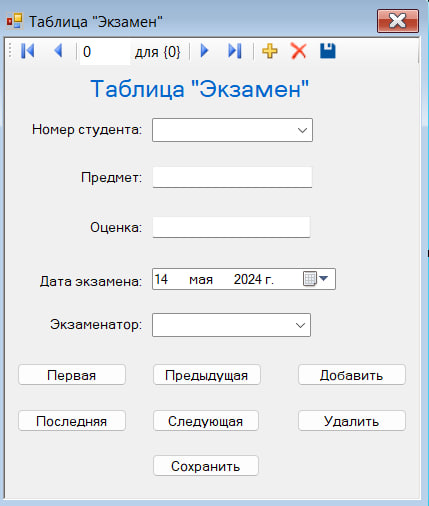 Таблица "Экзамен"
0 для {0}
Таблица "Экзамен"
Номер студента:
Предмет:
Оценка:
Дата экзамена: 14 мая 2024 г.
Экзаменатор:
Первая Предыдущая Добавить
Последняя Следующая Удалить
Сохранить